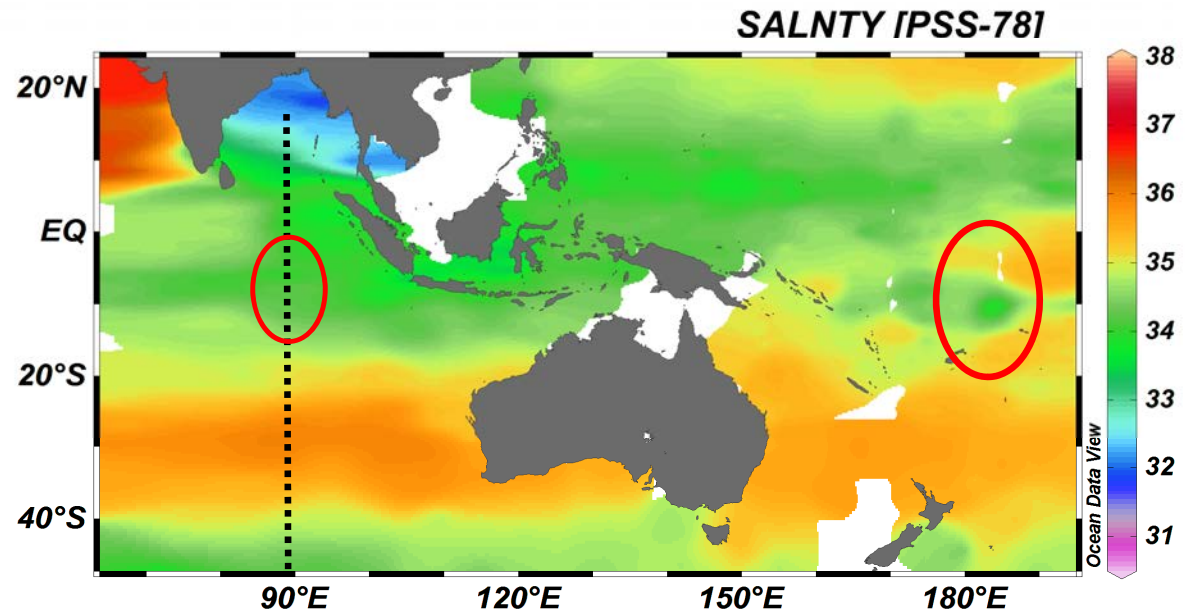 SALNTY [PSS-78]
20°N
EQ
20°S
40°S
90°E
120°E
150°E
180°E
38
37
36
35
34
33
32
31
Ocean Data View